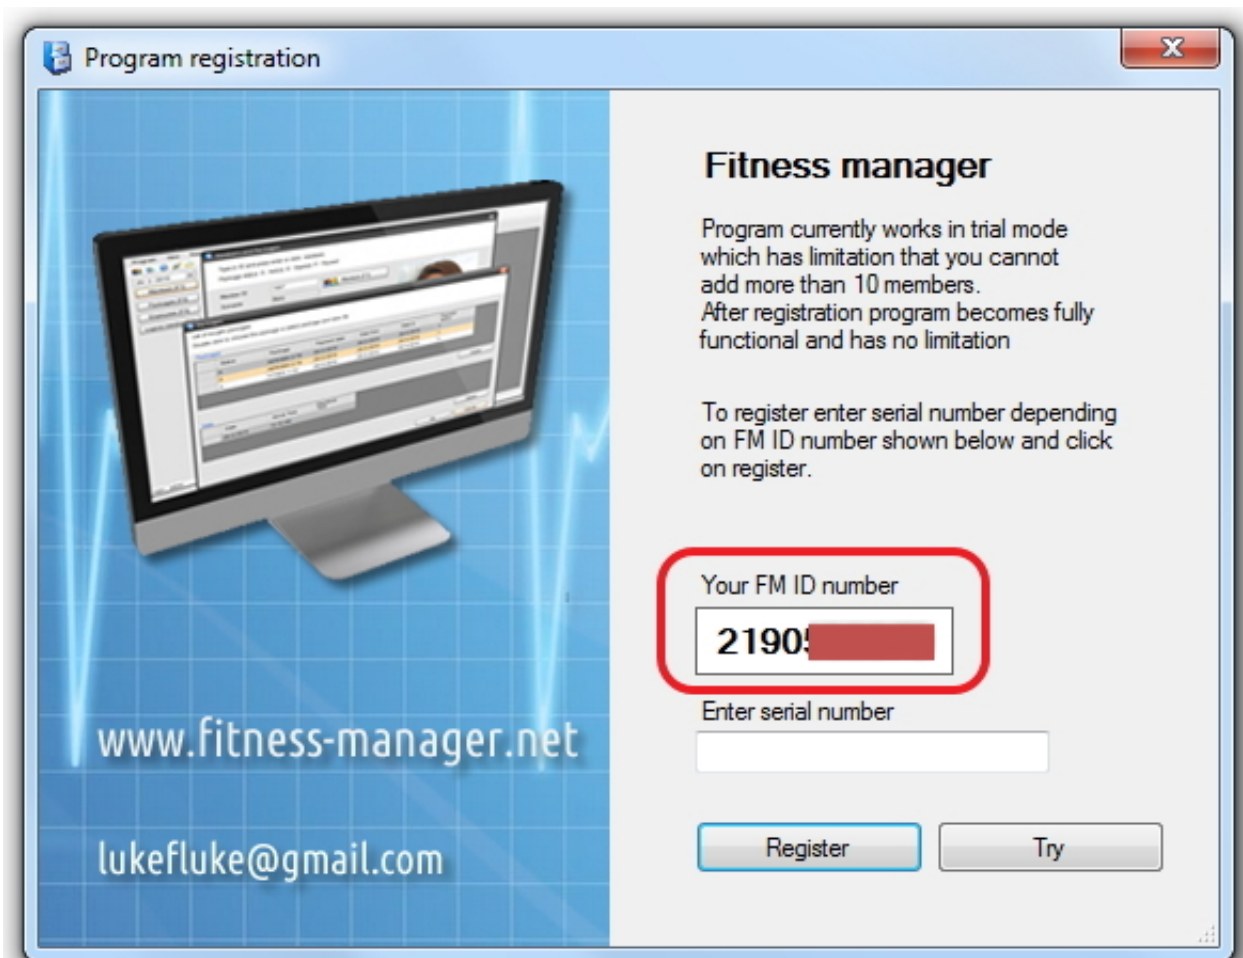 Program registration
Fitness manager
Program currently works in trial mode
which has limitation that you cannot
add more than 10 members.
After registration program becomes fully
functional and has no limitation
To register enter serial number depending
on FM ID number shown below and click
on register.
Your FM ID number
2190
Enter serial number
Register
Try
www.fitness-manager.net
lukefluke@gmail.com